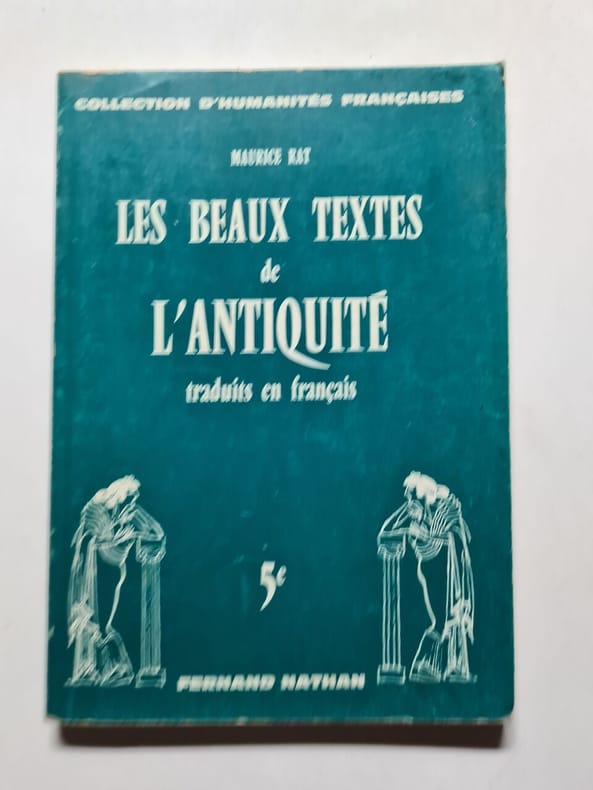 COLLECTION D'HUMANITÉS FRANÇAISES
MAURICE RAT
LES BEAUX TEXTES
de
L'ANTIQUITÉ
traduits en français
5e
FERNAND NATHAN